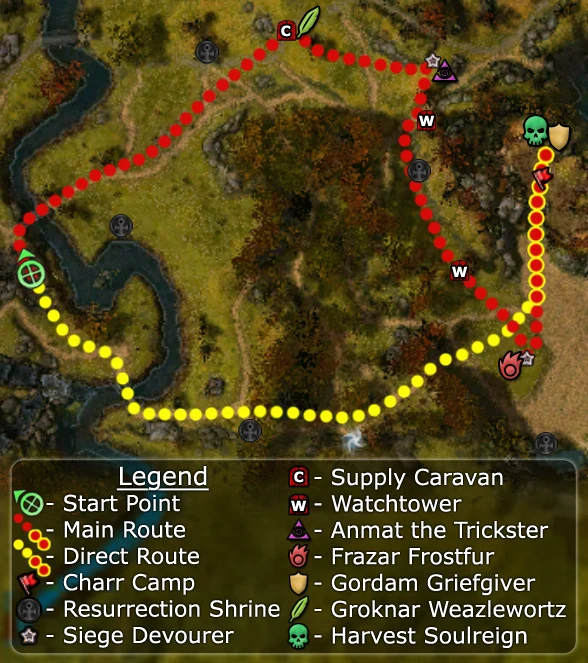 C
W
W
Legend
- Start Point
- Main Route
- Direct Route
- Charr Camp
- Resurrection Shrine
- Siege Devourer
C - Supply Caravan
W - Watchtower
- Anmat the Trickster
- Frazar Frostfur
- Gordam Griefgiver
- Groknar Weazlewortz
- Harvest Soulreign